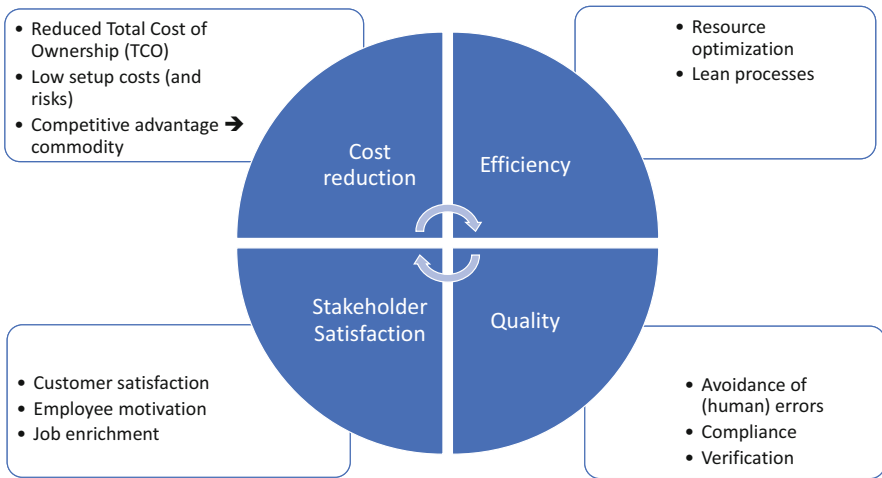 • Reduced Total Cost of
Ownership (TCO)
• Low setup costs (and
risks)
• Competitive advantage ➔
commodity
• Resource
optimization
• Lean processes
Cost
reduction
Efficiency
Stakeholder
Satisfaction
Quality
• Customer satisfaction
• Employee motivation
• Job enrichment
• Avoidance of
(human) errors
• Compliance
• Verification